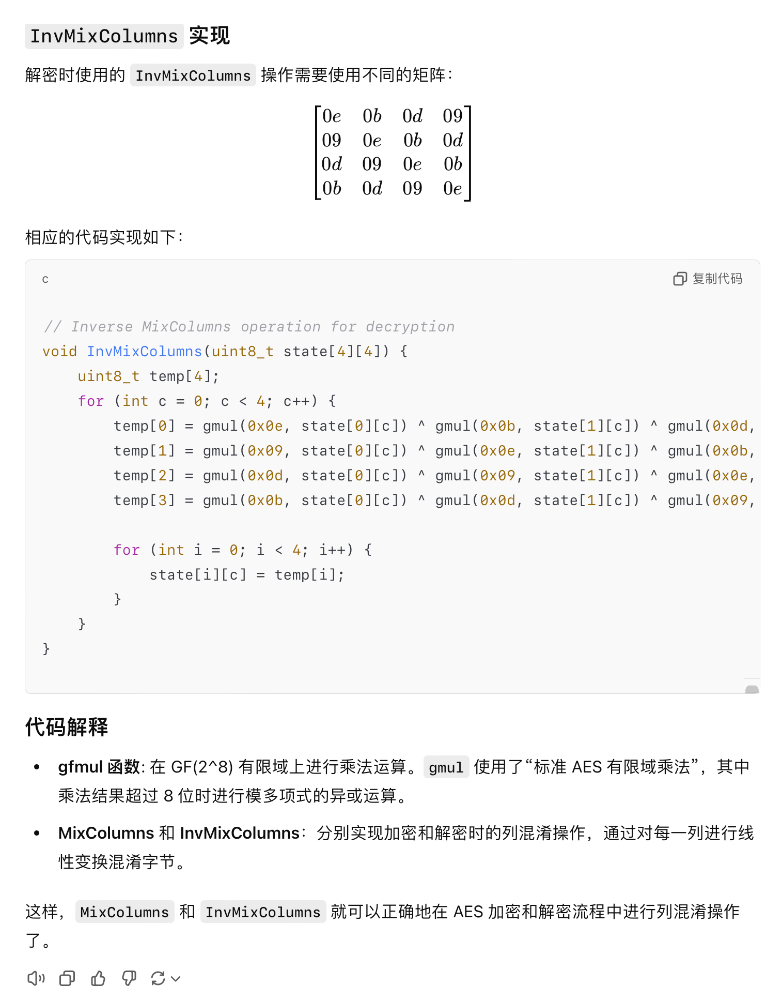 InvMixColumns 实现
解密时使用的 InvMixColumns 操作需要使用不同的矩阵：
0e 0b 0d 09
09 0e 0b 0d
0d 09 0e 0b
0b 0d 09 0e
相应的代码实现如下：
c 复制代码
// Inverse MixColumns operation for decryption
void InvMixColumns(uint8_t state[4][4]) {
    uint8_t temp[4];
    for (int c = 0; c < 4; c++) {
        temp[0] = gmul(0x0e, state[0][c]) ^ gmul(0x0b, state[1][c]) ^ gmul(0x0d,
        temp[1] = gmul(0x09, state[0][c]) ^ gmul(0x0e, state[1][c]) ^ gmul(0x0b,
        temp[2] = gmul(0x0d, state[0][c]) ^ gmul(0x09, state[1][c]) ^ gmul(0x0e,
        temp[3] = gmul(0x0b, state[0][c]) ^ gmul(0x0d, state[1][c]) ^ gmul(0x09,
        for (int i = 0; i < 4; i++) {
            state[i][c] = temp[i];
        }
    }
}
代码解释
• gfmul 函数: 在 GF(2^8) 有限域上进行乘法运算。gmul 使用了“标准 AES 有限域乘法”，其中
乘法结果超过 8 位时进行模多项式的异或运算。
• MixColumns 和 InvMixColumns：分别实现加密和解密时的列混淆操作，通过对每一列进行线
性变换混淆字节。
这样，MixColumns 和 InvMixColumns 就可以正确地在 AES 加密和解密流程中进行列混淆操作
了。